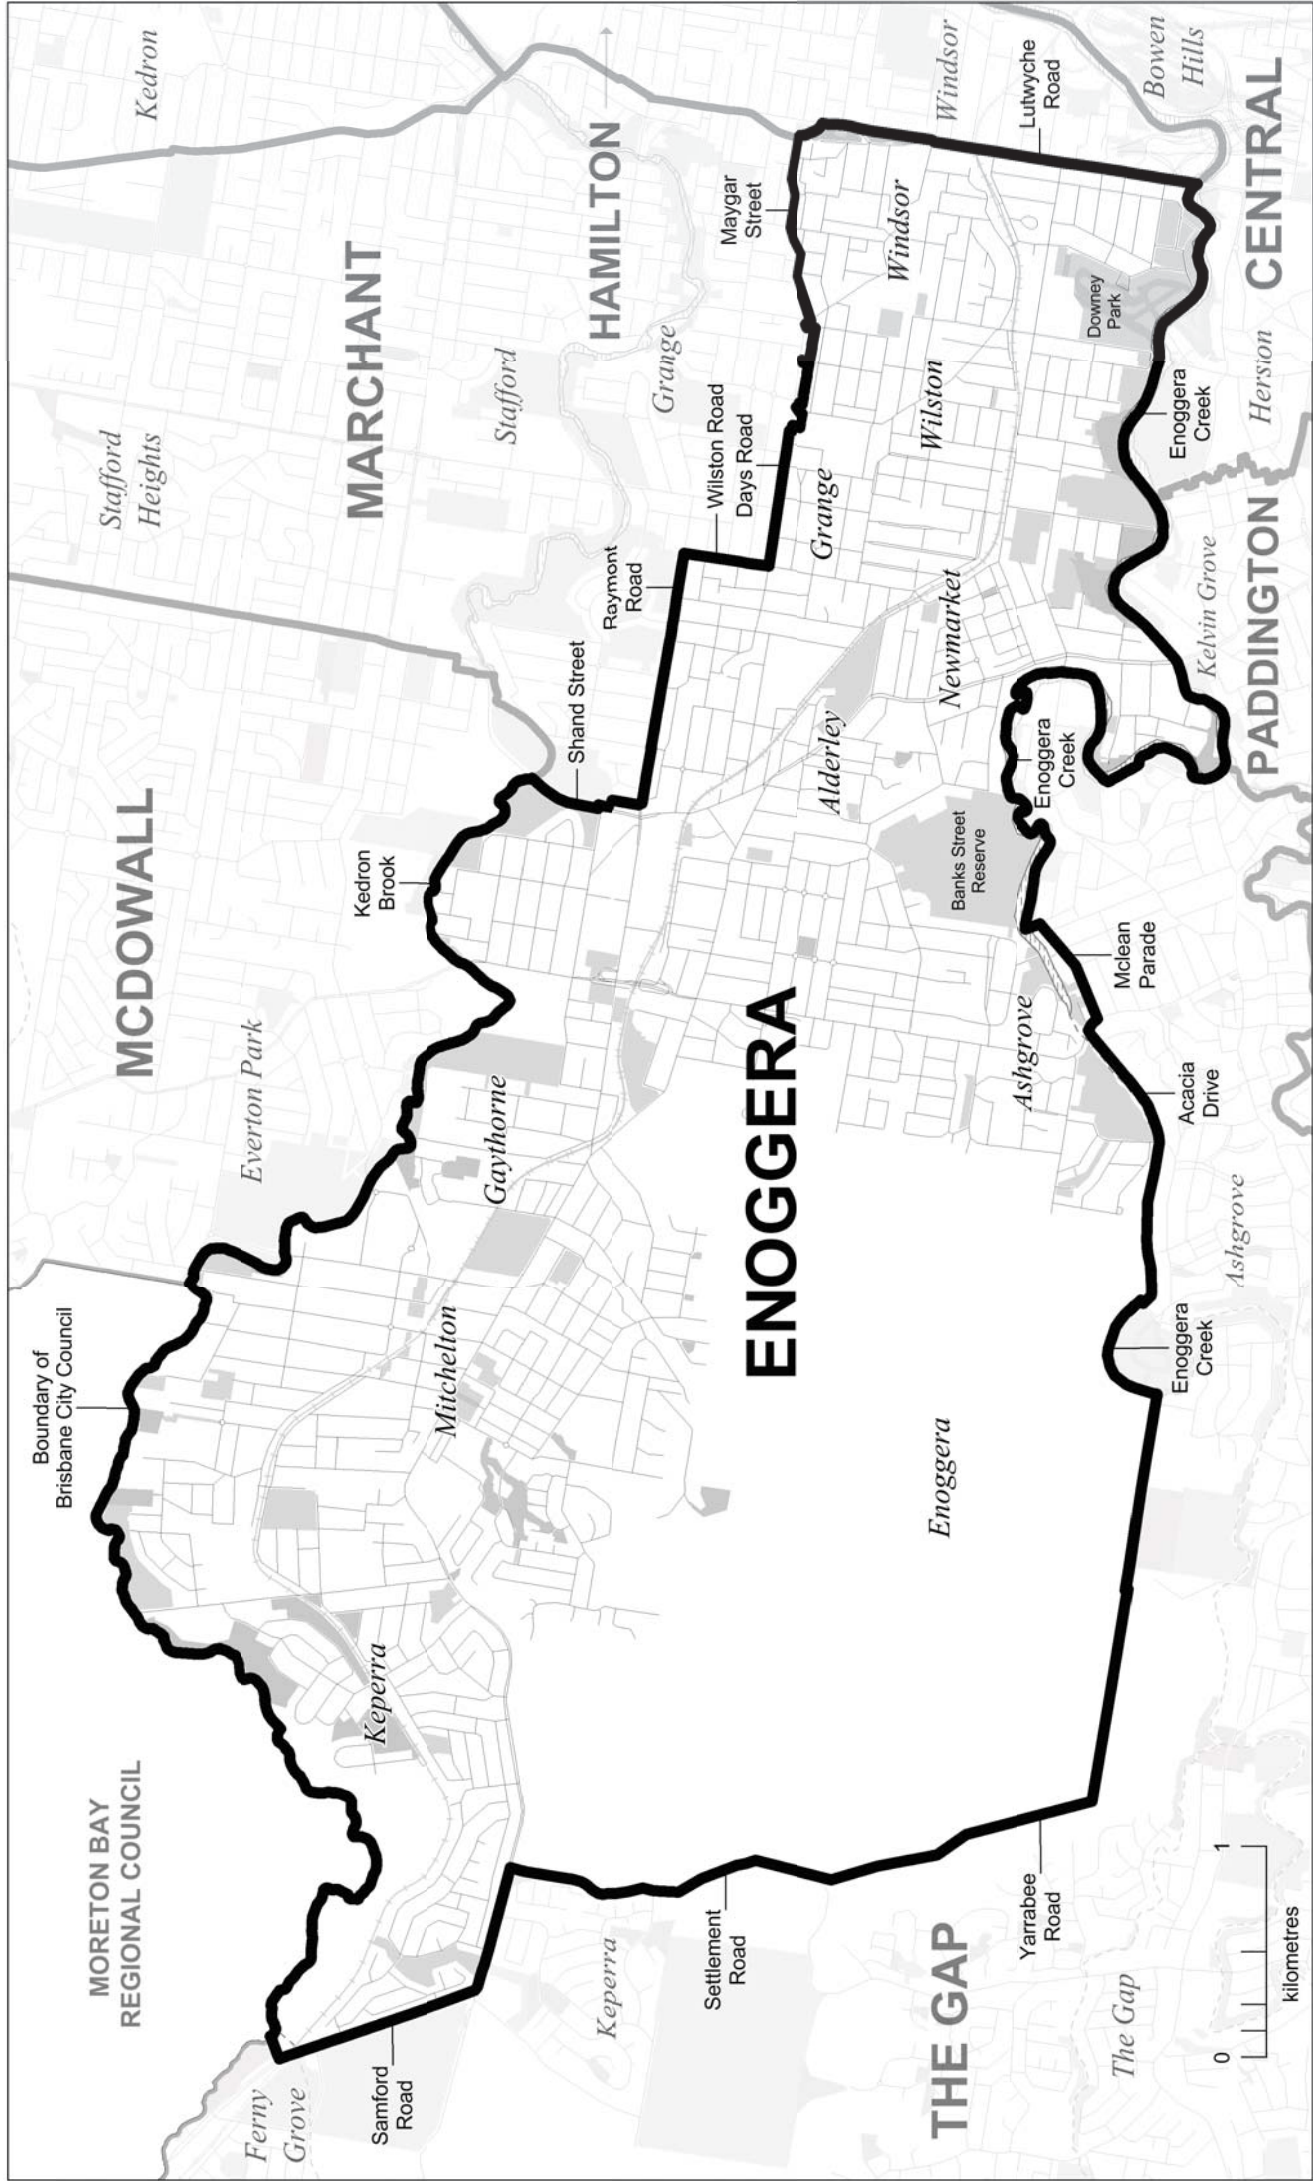 MORETON BAY
REGIONAL COUNCIL
Boundary of
Brisbane City Council
MCDOWALL
Stafford
Heights
Kedron
Ferny
Grove
Everton Park
Kedron
Brook
MARCHANT
Samford
Road
Keperra
Mitchelton
Gaythorne
Shand Street
Stafford
HAMILTON
Raymont
Road
Grange
Keperra
Wilston Road
Days Road
Maygar
Street
Settlement
Road
ENOGGERA
Alderley
Grange
Windsor
Windsor
THE GAP
Enoggera
Banks Street
Reserve
Newmarket
Wilston
Yarrabee
Road
Ashgrove
Enoggera
Creek
Downey
Park
Lutwyche
Road
The Gap
Mclean
Parade
Bowen
Hills
Enoggera
Creek
Acacia
Drive
Enoggera
Creek
Ashgrove
Kelvin Grove
0
1
kilometres
PADDINGTON
Hersion
CENTRAL